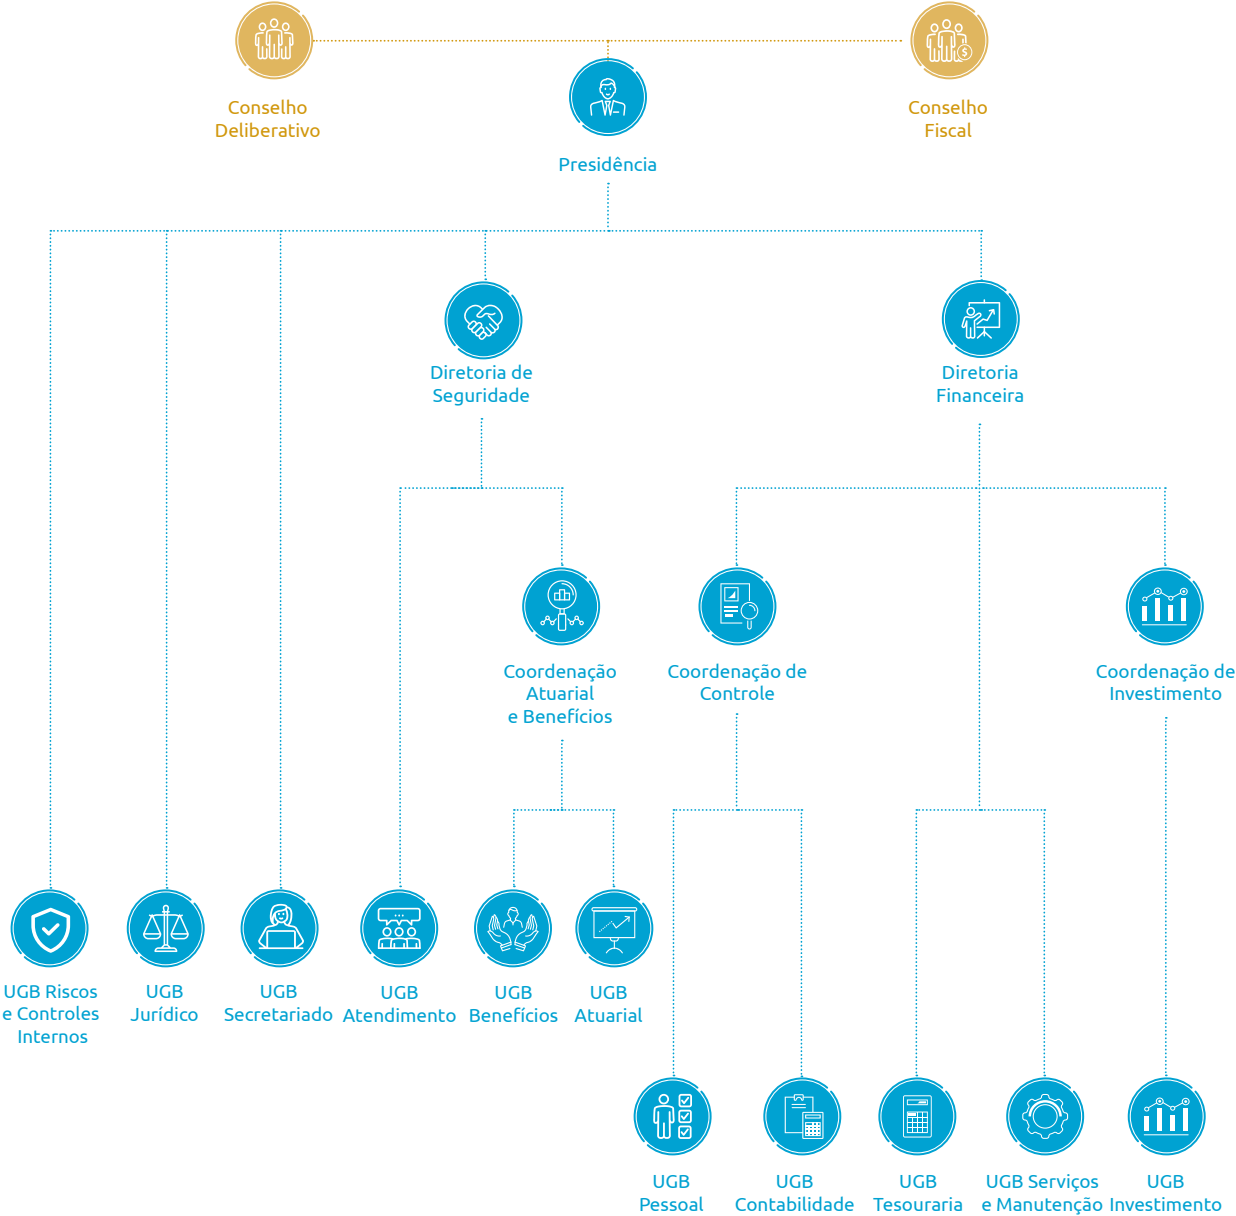 Conselho
Deliberativo
Conselho
Fiscal
Presidência
Diretoria de
Seguridade
Diretoria
Financeira
Coordenação
Atuarial
e Benefícios
Coordenação de
Controle
Coordenação de
Investimento
UGB Riscos
e Controles
Internos
UGB
Jurídico
UGB
Secretariado
UGB
Atendimento
UGB
Benefícios
UGB
Atuarial
UGB
Pessoal
UGB
Contabilidade
UGB
Tesouraria
UGB Serviços
e Manutenção
UGB
Investimento